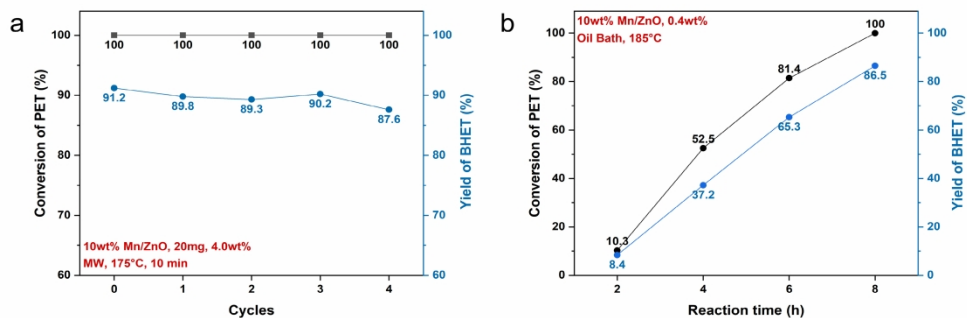 a
100
100
90
90
80
80
70
70
60
60
100 100 100 100 100
91.2 89.8 89.3 90.2 87.6
10wt% Mn/ZnO, 20mg, 4.0wt%
MW, 175°C, 10 min
0 1 2 3 4
Cycles
Conversion of PET (%)
Yield of BHET (%)
b
10wt% Mn/ZnO, 0.4wt%
Oil Bath, 185°C
100
100
80
80
60
60
40
40
20
20
0
0
10.3 52.5 81.4 100
8.4 37.2 65.3 86.5
2 4 6 8
Reaction time (h)
Conversion of PET (%)
Yield of BHET (%)